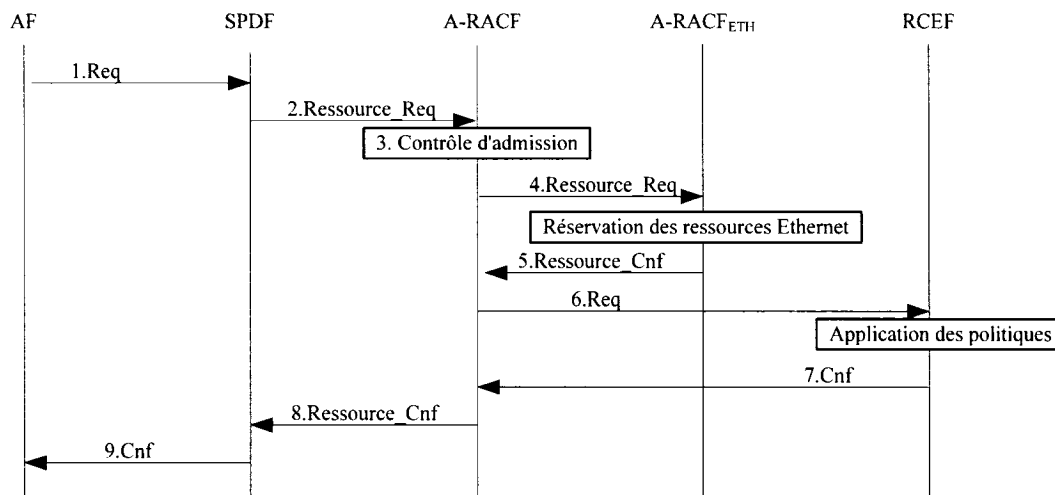 AF SPDF A-RACF A-RACF_ETH RCEF
1.Req
2.Ressource_Req
3. Contrôle d'admission
4.Ressource_Req
Réservation des ressources Ethernet
5.Ressource_Cnf
6.Req
Application des politiques
7.Cnf
8.Ressource_Cnf
9.Cnf